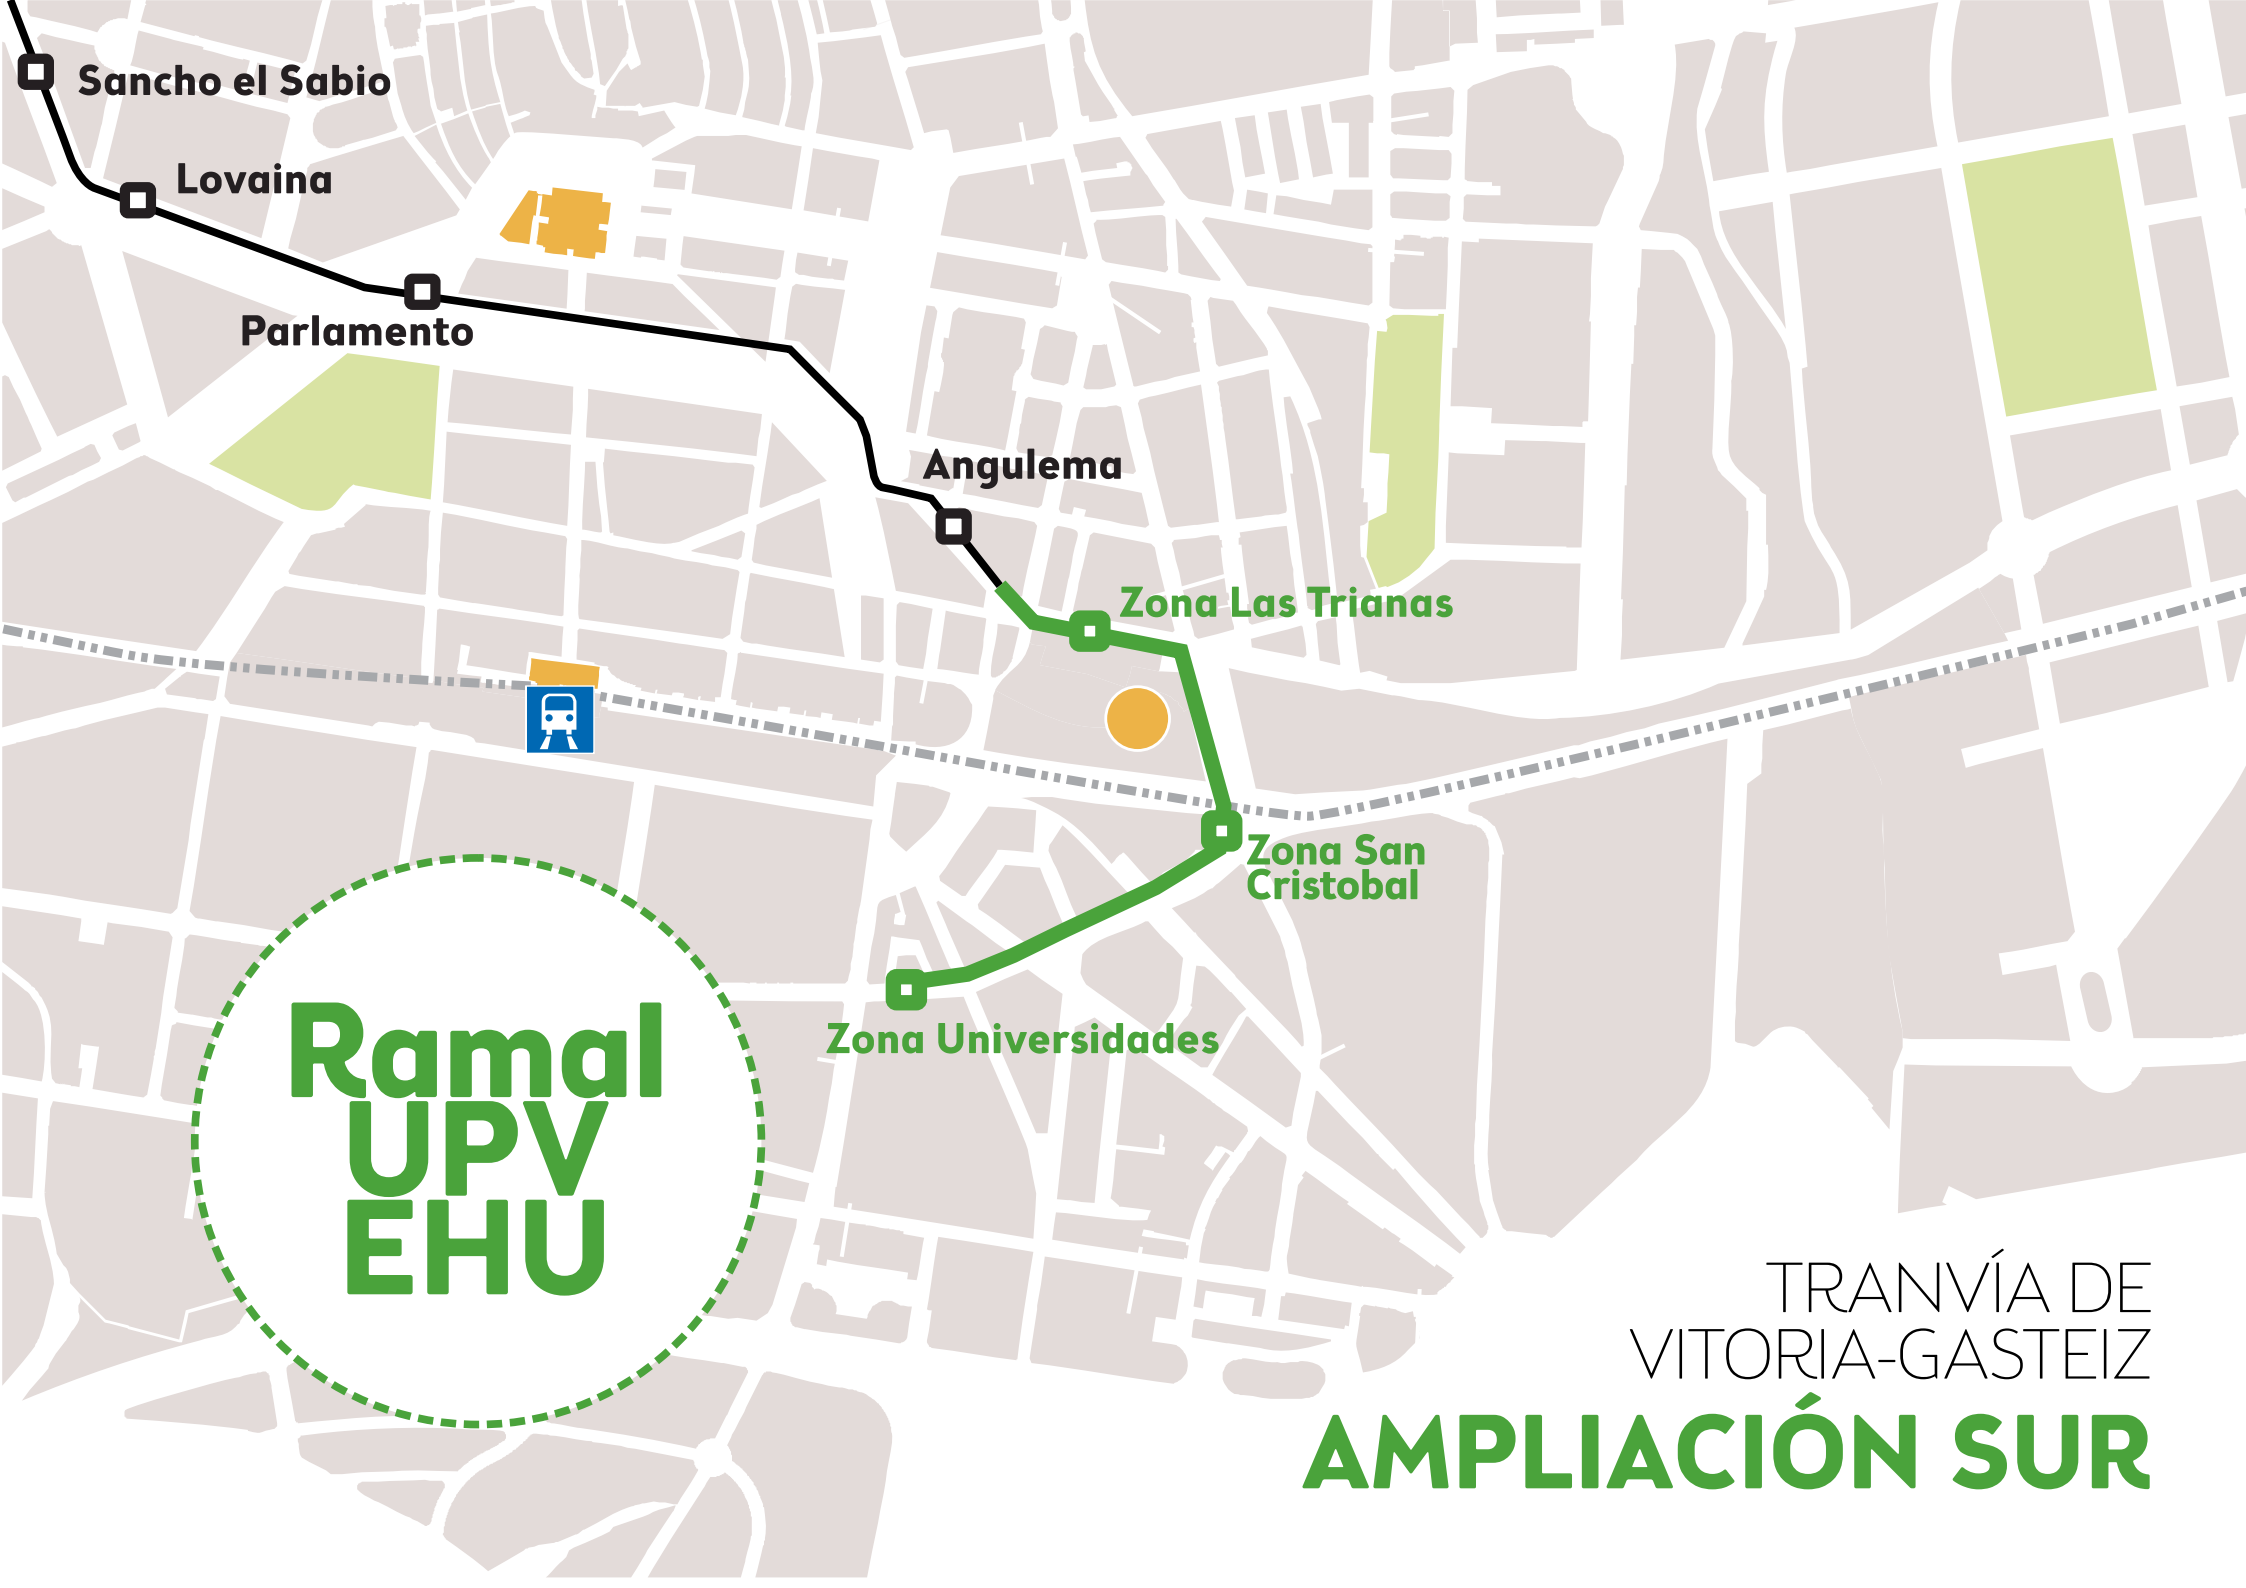 Sancho el Sabio
Lovaina
Parlamento
Angulema
Zona Las Trianas
Zona San
Cristobal
Zona Universidades
Ramal
UPV
EHU
TRANVÍA DE
VITORIA-GASTEIZ
AMPLIACIÓN SUR